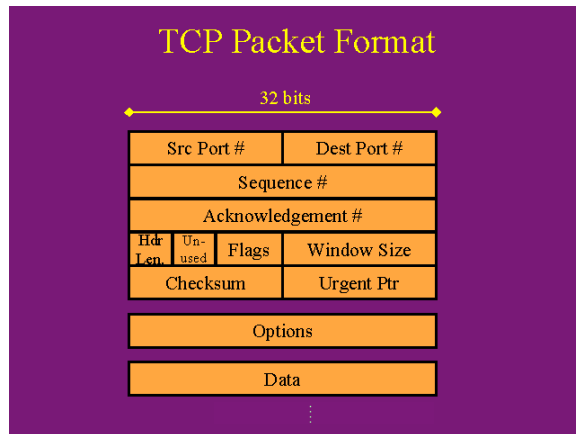 TCP Packet Format
32 bits
Src Port # Dest Port #
Sequence #
Acknowledgement #
Hdr Len. Un-used Flags Window Size
Checksum Urgent Ptr
Options
Data